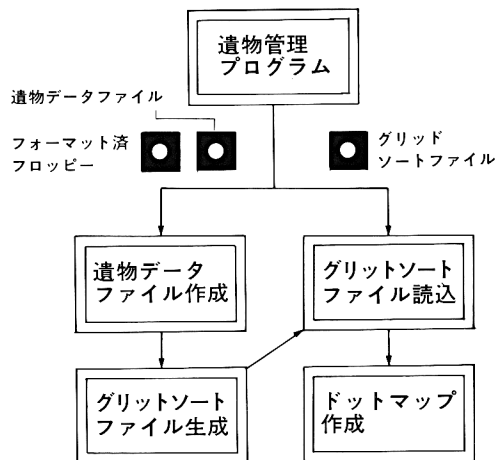 遺物管理
プログラム
遺物データファイル
フォーマット済
フロッピー
グリッド
ソートファイル
遺物データ
ファイル作成
グリットソート
ファイル読込
グリットソート
ファイル生成
ドットマップ
作成